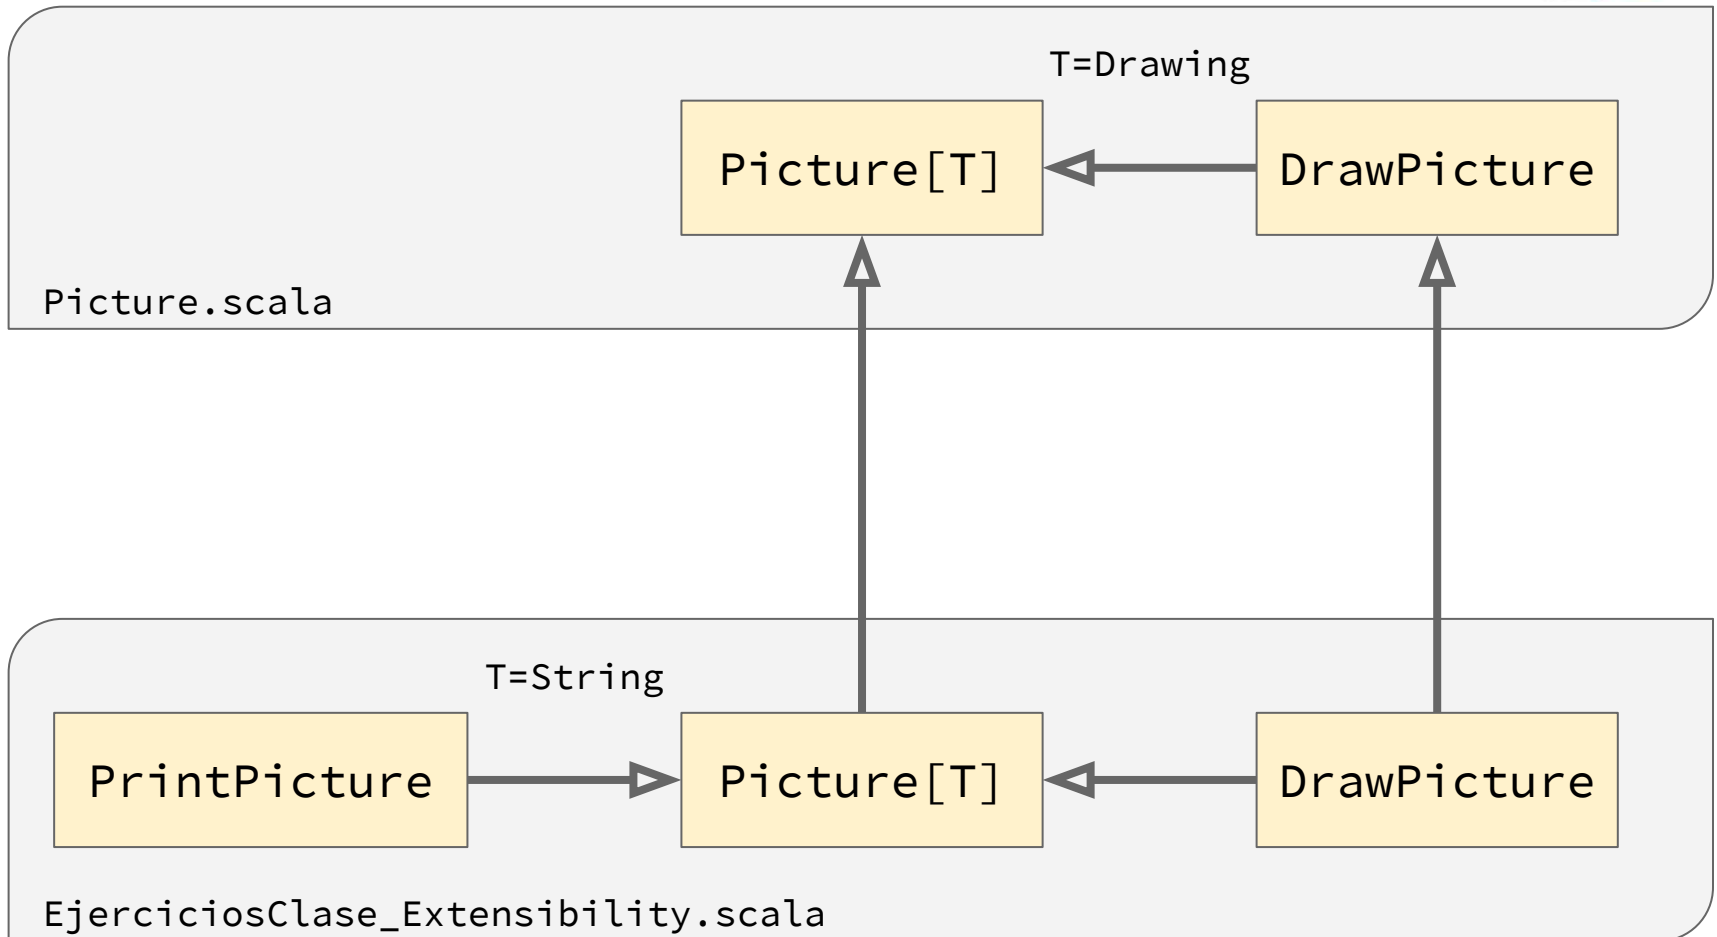 T=Drawing
Picture[T]
DrawPicture
Picture.scala
T=String
PrintPicture
Picture[T]
DrawPicture
EjerciciosClase_Extensibility.scala